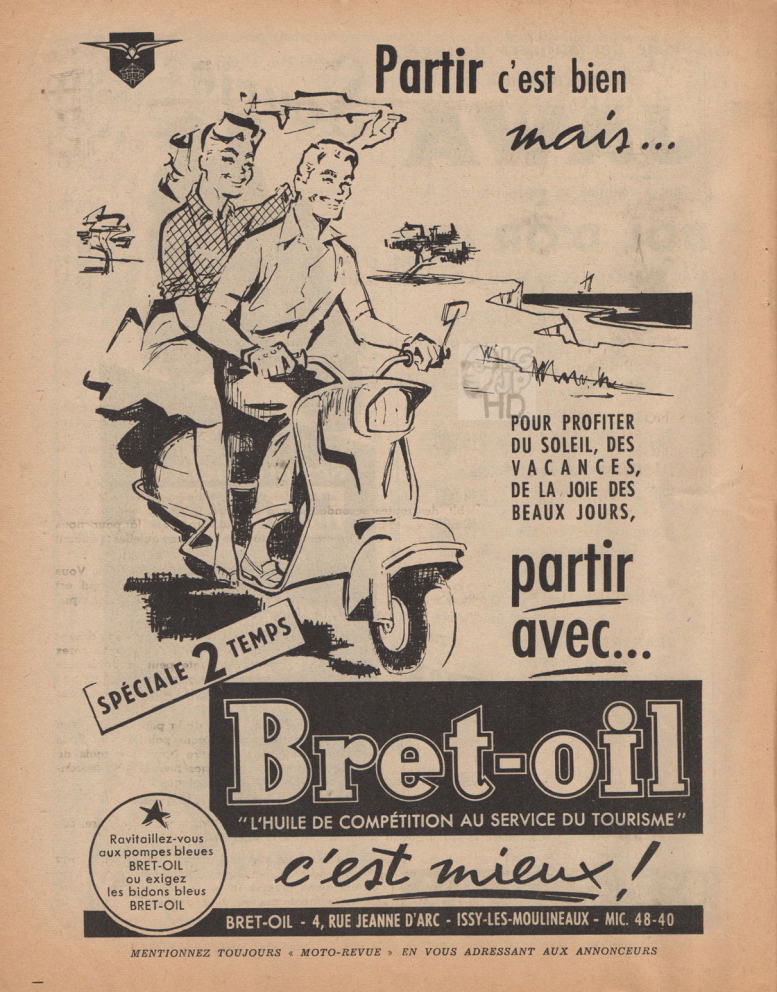 Partir c'est bien
mais...
HD
POUR PROFITER
DU SOLEIL, DES
VACANCES,
DE LA JOIE DES
BEAUX JOURS,
partir
avec...
SPÉCIALE 2 TEMPS
Bret-oil
"L'HUILE DE COMPÉTITION AU SERVICE DU TOURISME"
c'est mieux!
Ravitaillez-vous
aux pompes bleues
BRET-OIL
ou exigez
les bidons bleus
BRET-OIL
BRET-OIL - 4, RUE JEANNE D'ARC - ISSY-LES-MOULINEAUX - MIC. 48-40
MENTIONNEZ TOUJOURS « MOTO-REVUE » EN VOUS ADRESSANT AUX ANNONCEURS